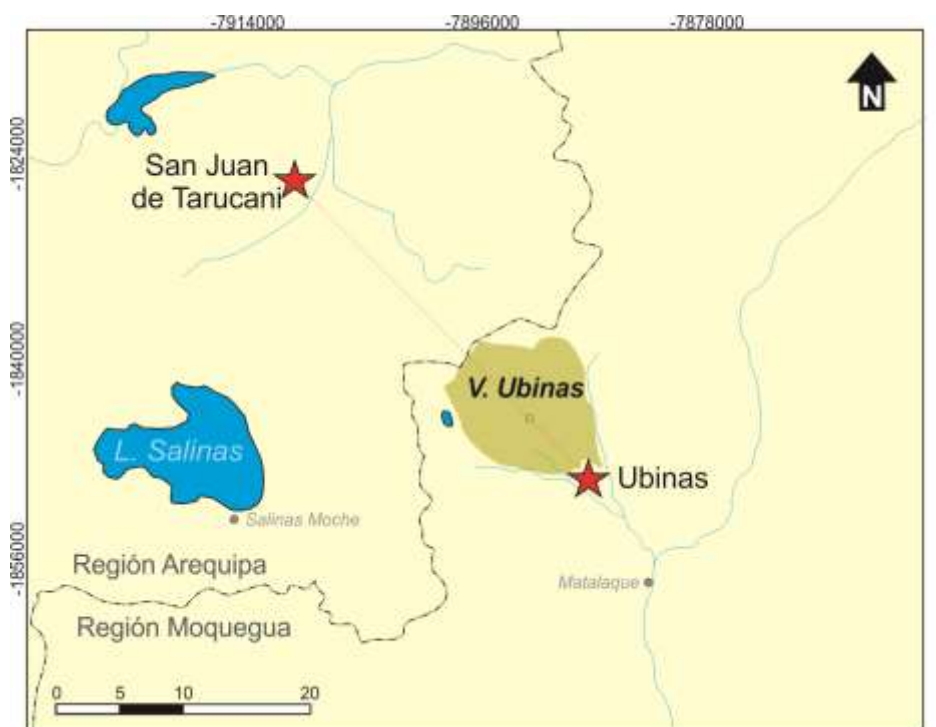 -7914000
-7896000
-7878000
N
-1824000
San Juan
de Tarucani
-1840000
V. Ubinas
L. Salinas
Ubinas
Salinas Moche
-1856000
Región Arequipa
Matalaque
Región Moquegua
0 5 10 20